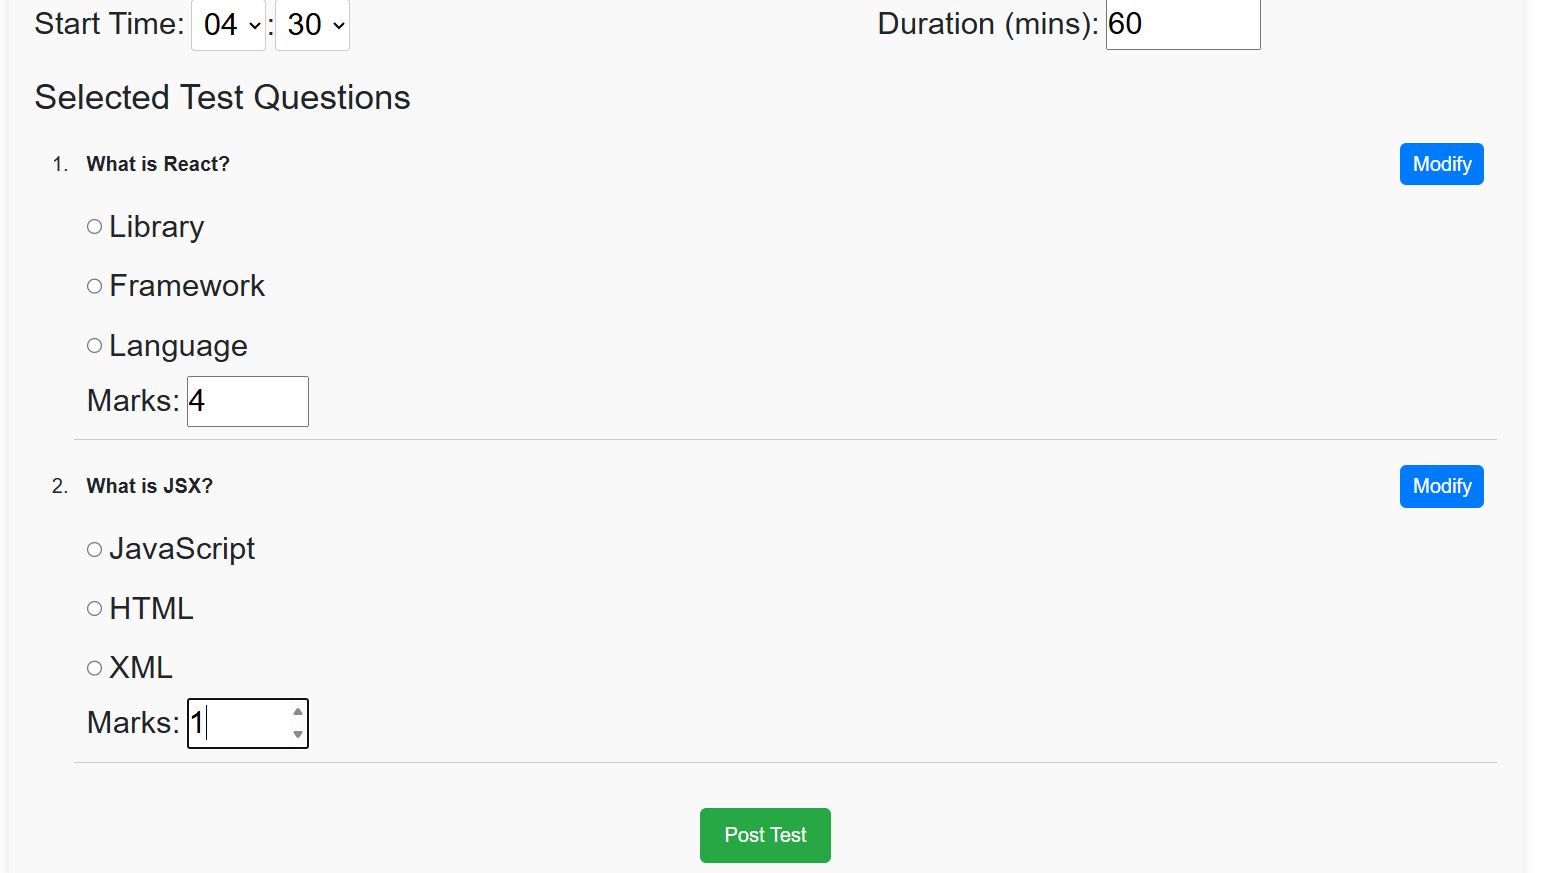 Start Time: 04 : 30 Duration (mins): 60
Selected Test Questions
1. What is React? Modify
Library
Framework
Language
Marks: 4
2. What is JSX? Modify
JavaScript
HTML
XML
Marks: 1
Post Test